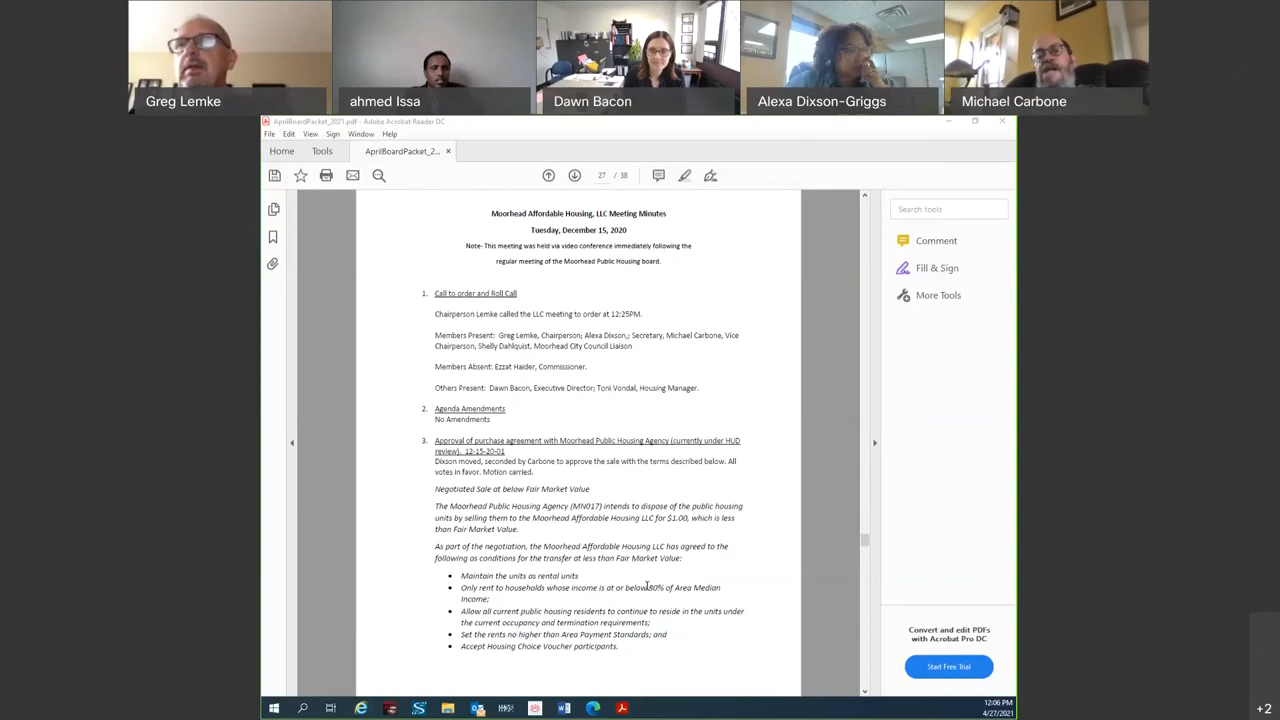 Greg Lemke
ahmed Issa
Dawn Bacon
Alexa Dixson-Griggs
Michael Carbone
AprilBoardPacket_2021.pdf - Adobe Acrobat Reader DC
File Edit View Sign Window Help
Home Tools AprilBoardPacket_2... ×
27 / 38
Search tools
Comment
Fill & Sign
More Tools
Moorhead Affordable Housing, LLC Meeting Minutes
Tuesday, December 15, 2020
Note- This meeting was held via video conference immediately following the
regular meeting of the Moorhead Public Housing board.
1. Call to order and Roll Call
Chairperson Lemke called the LLC meeting to order at 12:25PM.
Members Present: Greg Lemke, Chairperson; Alexa Dixson,; Secretary, Michael Carbone, Vice
Chairperson, Shelly Dahlquist, Moorhead City Council Liaison
Members Absent: Ezzat Haider, Commissioner.
Others Present: Dawn Bacon, Executive Director; Toni Vondal, Housing Manager.
2. Agenda Amendments
No Amendments
3. Approval of purchase agreement with Moorhead Public Housing Agency (currently under HUD
review). 12-15-20-01
Dixson moved, seconded by Carbone to approve the sale with the terms described below. All
votes in favor. Motion carried.
Negotiated Sale at below Fair Market Value
The Moorhead Public Housing Agency (MN017) intends to dispose of the public housing
units by selling them to the Moorhead Affordable Housing LLC for $1.00, which is less
than Fair Market Value.
As part of the negotiation, the Moorhead Affordable Housing LLC has agreed to the
following as conditions for the transfer at less than Fair Market Value:
• Maintain the units as rental units
• Only rent to households whose income is at or below 80% of Area Median
Income;
• Allow all current public housing residents to continue to reside in the units under
the current occupancy and termination requirements;
• Set the rents no higher than Area Payment Standards; and
• Accept Housing Choice Voucher participants.
Convert and edit PDFs
with Acrobat Pro DC
Start Free Trial
12:06 PM
4/27/2021
+2